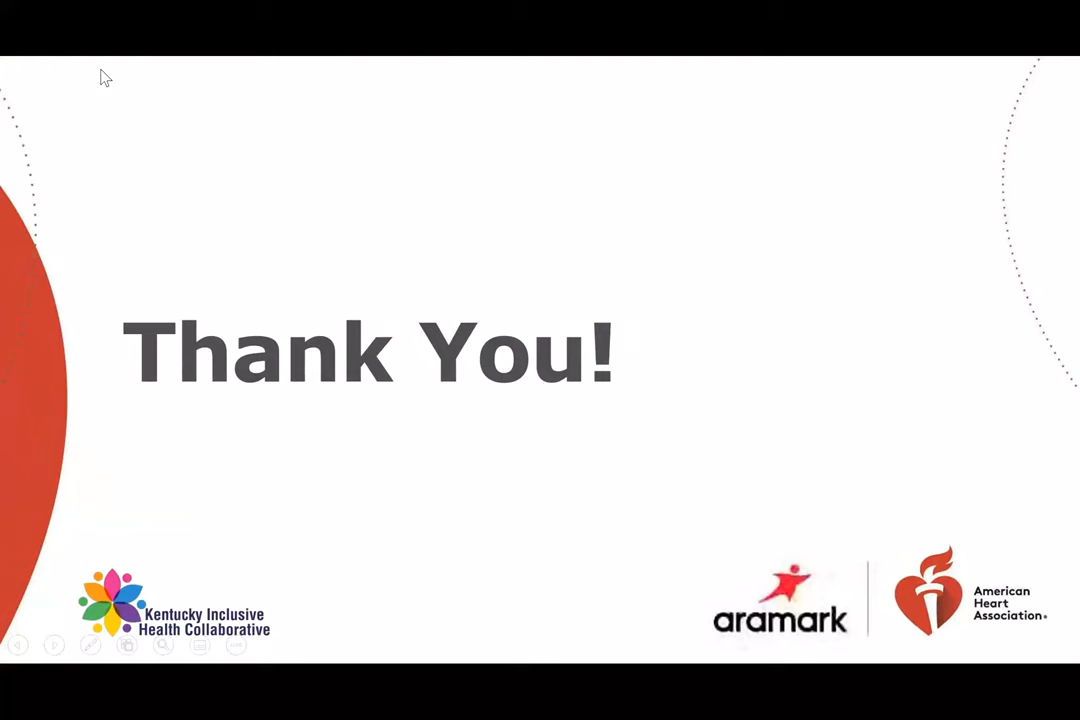 Thank You!
Kentucky Inclusive
Health Collaborative
aramark
American
Heart
Association®